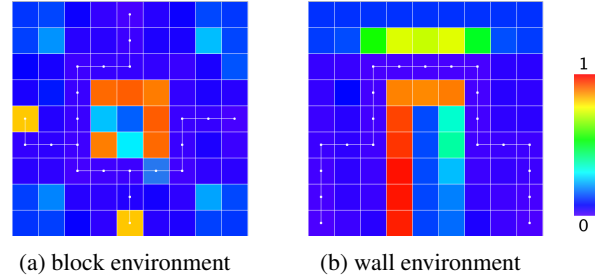 1
0
(a) block environment
(b) wall environment